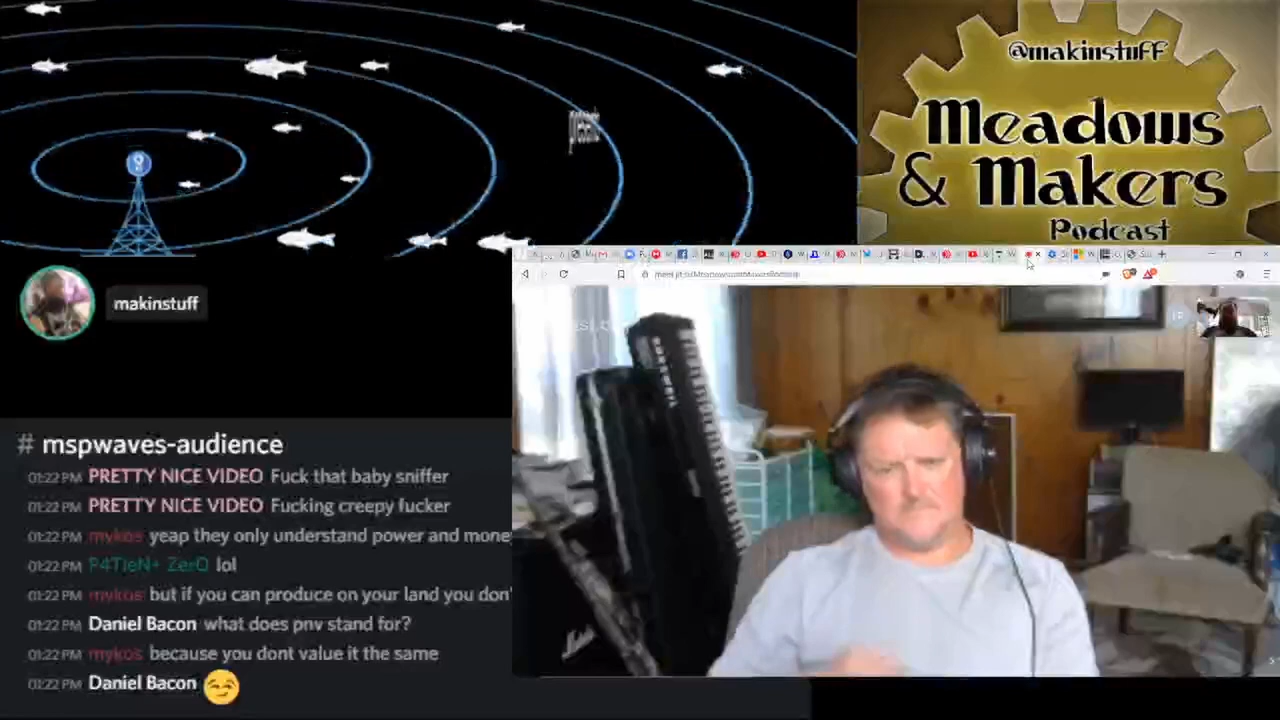 @makinstuff
Meadows
& Makers
Podcast
makinstuff
# mspwaves-audience
01:22 PM PRETTY NICE VIDEO Fuck that baby sniffer
01:22 PM PRETTY NICE VIDEO Fucking creepy fucker
01:22 PM mykos yeap they only understand power and mone
01:22 PM P4TIeN+ ZerO lol
01:22 PM mykos but if you can produce on your land you don'
01:22 PM Daniel Bacon what does pnv stand for?
01:22 PM mykos because you dont value it the same
01:22 PM Daniel Bacon 😏